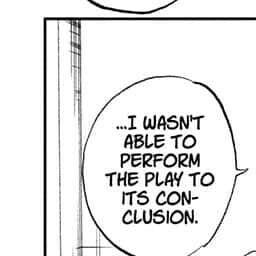 ...I WASN'T
ABLE TO
PERFORM
THE PLAY TO
ITS CON-
CLUSION.